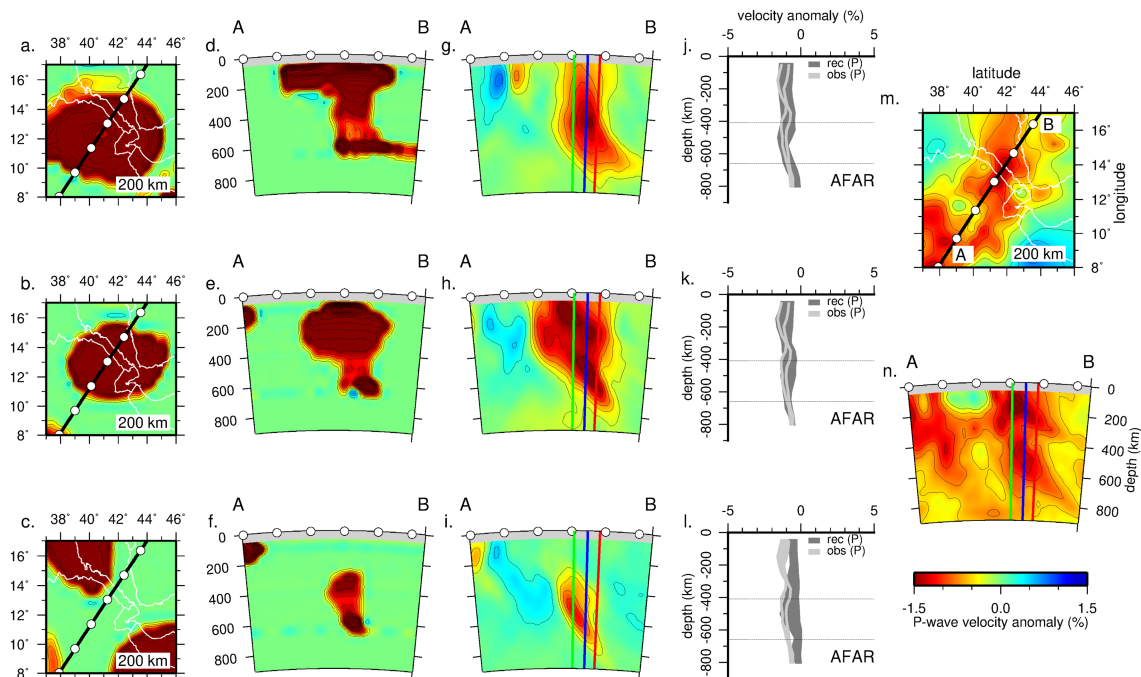 velocity anomaly (%)
a.
38˚ 40˚ 42˚ 44˚ 46˚
16˚
14˚
12˚
10˚
8˚
200 km
d.
A B
0
200
400
600
800
g.
A B
j.
-5 0 5
rec (P)
obs (P)
0
-200
-400
-600
-800
depth (km)
AFAR
m.
latitude
38˚ 40˚ 42˚ 44˚ 46˚
16˚
14˚
12˚
10˚
8˚
longitude
B
A
200 km
b.
38˚ 40˚ 42˚ 44˚ 46˚
16˚
14˚
12˚
10˚
8˚
200 km
e.
A B
0
200
400
600
800
h.
A B
k.
-5 0 5
rec (P)
obs (P)
0
-200
-400
-600
-800
depth (km)
AFAR
n.
A B
0
200
400
600
800
depth (km)
c.
38˚ 40˚ 42˚ 44˚ 46˚
16˚
14˚
12˚
10˚
8˚
200 km
f.
A B
0
200
400
600
800
i.
A B
l.
-5 0 5
rec (P)
obs (P)
0
-200
-400
-600
-800
depth (km)
AFAR
-1.5 0.0 1.5
P-wave velocity anomaly (%)